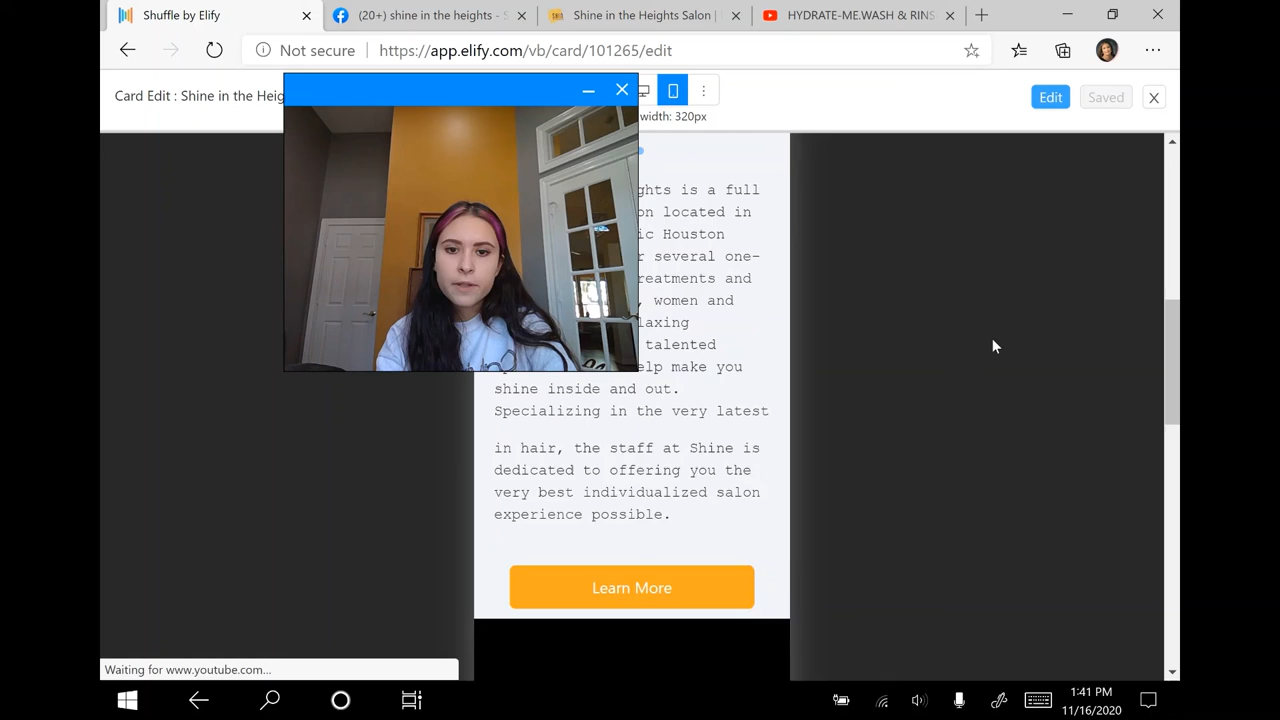 Shuffle by Elify
(20+) shine in the heights - S
Shine in the Heights Salon |
HYDRATE-ME.WASH & RINS
Not secure
https://app.elify.com/vb/card/101265/edit
Card Edit : Shine in the Heig
Edit
Saved
width: 320px
ghts is a full
on located in
ic Houston
r several one-
reatments and
, women and
laxing
talented
elp make you
shine inside and out.
Specializing in the very latest
in hair, the staff at Shine is
dedicated to offering you the
very best individualized salon
experience possible.
Learn More
Waiting for www.youtube.com...
1:41 PM
11/16/2020